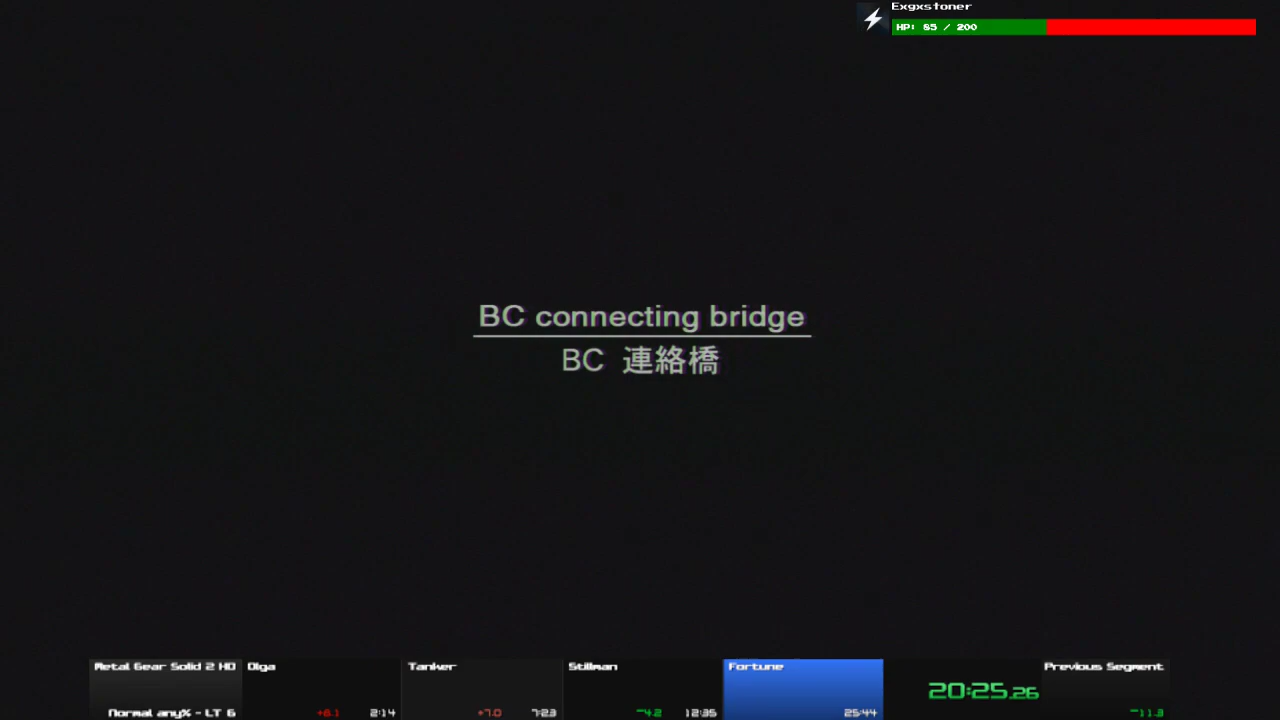 Exgxstoner
HP: 85 / 200
BC connecting bridge
BC 連絡橋
Metal Gear Solid 2 HD
Normal any% - LT 6
Olga
+6.1 2:14
Tanker
+7.0 7:23
Stillman
-4.2 12:35
Fortune
25:44
20:25.26
Previous Segment
-11.3